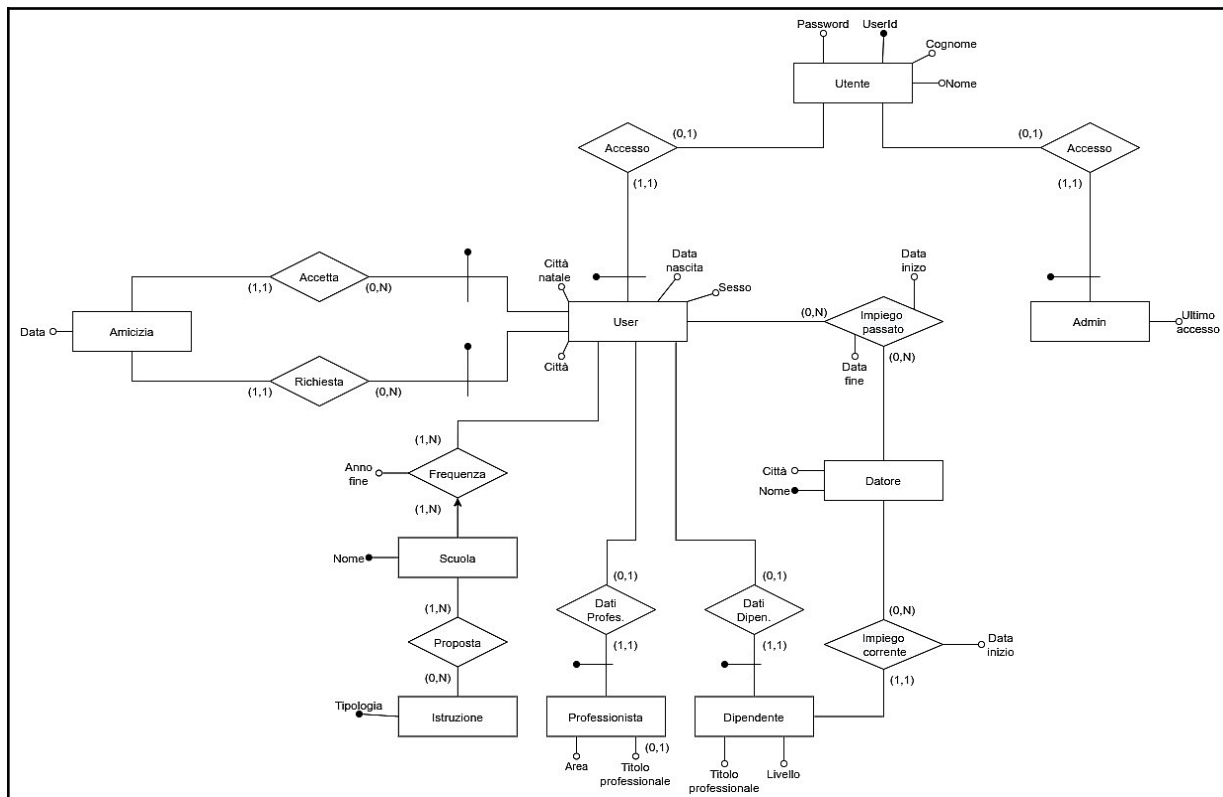 Password
UserId
Cognome
Utente
Nome
(0,1)
(0,1)
Accesso
Accesso
(1,1)
(1,1)
Città
natale
Data
nascita
Data
inizo
Accetta
(1,1)
(0,N)
Sesso
Data
Amicizia
User
(0,N)
Impiego
passato
Admin
Ultimo
accesso
(0,N)
Città
Data
fine
Richiesta
(1,1)
(0,N)
(1,N)
Anno
fine
Frequenza
Città
Datore
Nome
(1,N)
Nome
Scuola
(0,1)
(0,1)
(1,N)
Dati
Profes.
Dati
Dipen.
(0,N)
Proposta
(1,1)
(1,1)
Impiego
corrente
Data
inizio
(0,N)
(1,1)
Tipologia
Istruzione
Professionista
Dipendente
(0,1)
Area
Titolo
professionale
Titolo
professionale
Livello